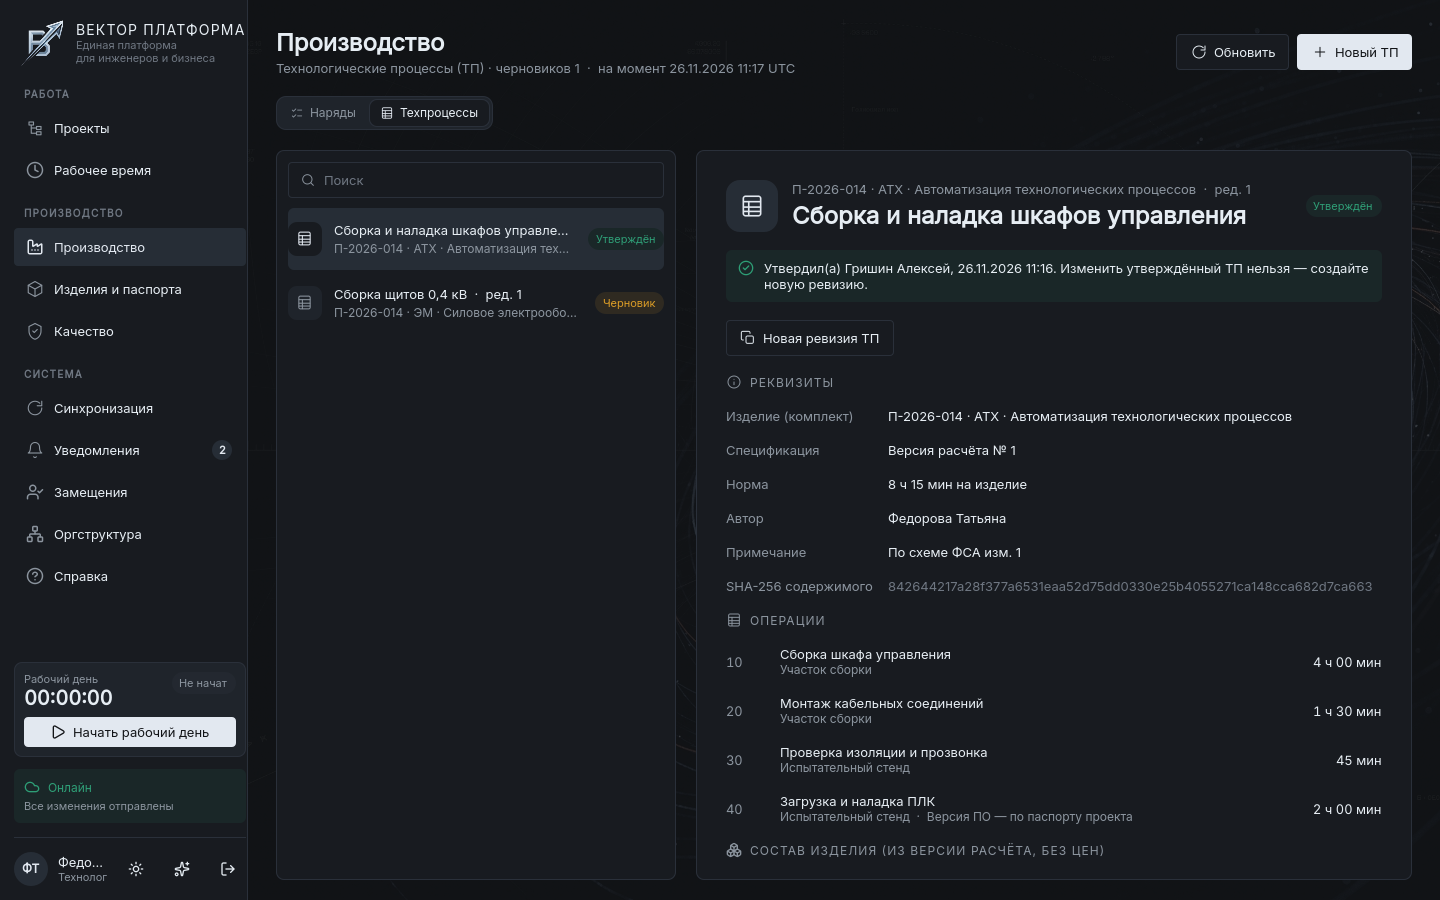 ВЕКТОР ПЛАТФОРМА
Единая платформа
для инженеров и бизнеса
РАБОТА
Проекты
Рабочее время
ПРОИЗВОДСТВО
Производство
Изделия и паспорта
Качество
СИСТЕМА
Синхронизация
Уведомления
2
Замещения
Оргструктура
Справка
Рабочий день
Не начат
00:00:00
Начать рабочий день
Онлайн
Все изменения отправлены
ФТ
Федо...
Технолог
Производство
Технологические процессы (ТП) · черновиков 1 · на момент 26.11.2026 11:17 UTC
Обновить
Новый ТП
Наряды
Техпроцессы
Поиск
Сборка и наладка шкафов управле...
П-2026-014 · АТХ · Автоматизация тех...
Утверждён
Сборка щитов 0,4 кВ · ред. 1
П-2026-014 · ЭМ · Силовое электрообо...
Черновик
П-2026-014 · АТХ · Автоматизация технологических процессов · ред. 1
Сборка и наладка шкафов управления
Утверждён
Утвердил(а) Гришин Алексей, 26.11.2026 11:16. Изменить утверждённый ТП нельзя — создайте
новую ревизию.
Новая ревизия ТП
РЕКВИЗИТЫ
Изделие (комплект) П-2026-014 · АТХ · Автоматизация технологических процессов
Спецификация Версия расчёта № 1
Норма 8 ч 15 мин на изделие
Автор Федорова Татьяна
Примечание По схеме ФСА изм. 1
SHA-256 содержимого 842644217a28f377a6531eaa52d75dd0330e25b4055271ca148cca682d7ca663
ОПЕРАЦИИ
10 Сборка шкафа управления 4 ч 00 мин
Участок сборки
20 Монтаж кабельных соединений 1 ч 30 мин
Участок сборки
30 Проверка изоляции и прозвонка 45 мин
Испытательный стенд
40 Загрузка и наладка ПЛК 2 ч 00 мин
Испытательный стенд · Версия ПО — по паспорту проекта
СОСТАВ ИЗДЕЛИЯ (ИЗ ВЕРСИИ РАСЧЁТА, БЕЗ ЦЕН)